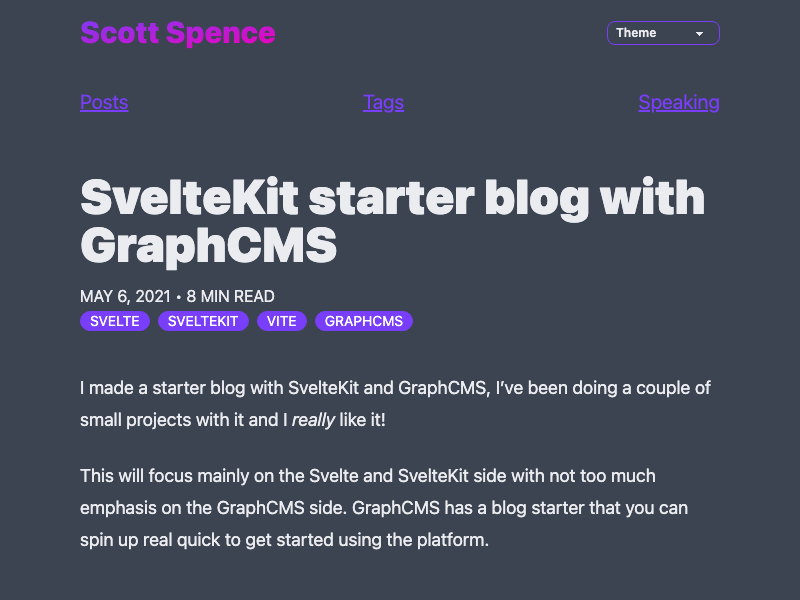 Scott Spence
Theme
Posts
Tags
Speaking
SvelteKit starter blog with
GraphCMS
MAY 6, 2021 • 8 MIN READ
SVELTE
SVELTEKIT
VITE
GRAPHCMS
I made a starter blog with SvelteKit and GraphCMS, I’ve been doing a couple of
small projects with it and I really like it!
This will focus mainly on the Svelte and SvelteKit side with not too much
emphasis on the GraphCMS side. GraphCMS has a blog starter that you can
spin up real quick to get started using the platform.